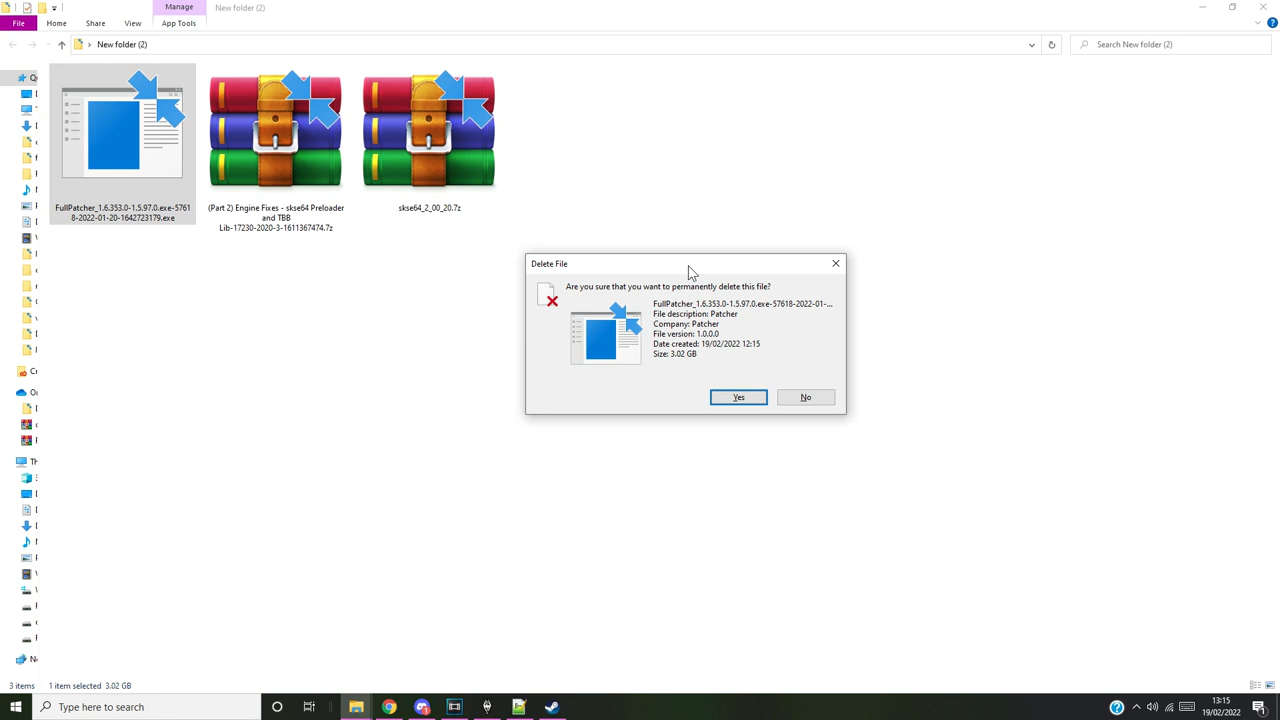 Manage
New folder (2)
File
Home
Share
View
App Tools
New folder (2)
Search New folder (2)
FullPatcher_1.6.353.0-1.5.97.0.exe-5761
8-2022-01-20-1642723179.exe
(Part 2) Engine Fixes - skse64 Preloader
and TBB
Lib-17230-2020-3-1611367474.7z
skse64_2_00_20.7z
Delete File
Are you sure that you want to permanently delete this file?
FullPatcher_1.6.353.0-1.5.97.0.exe-57618-2022-01-...
File description: Patcher
Company: Patcher
File version: 1.0.0.0
Date created: 19/02/2022 12:15
Size: 3.02 GB
Yes
No
3 items
1 item selected 3.02 GB
Type here to search
13:15
19/02/2022